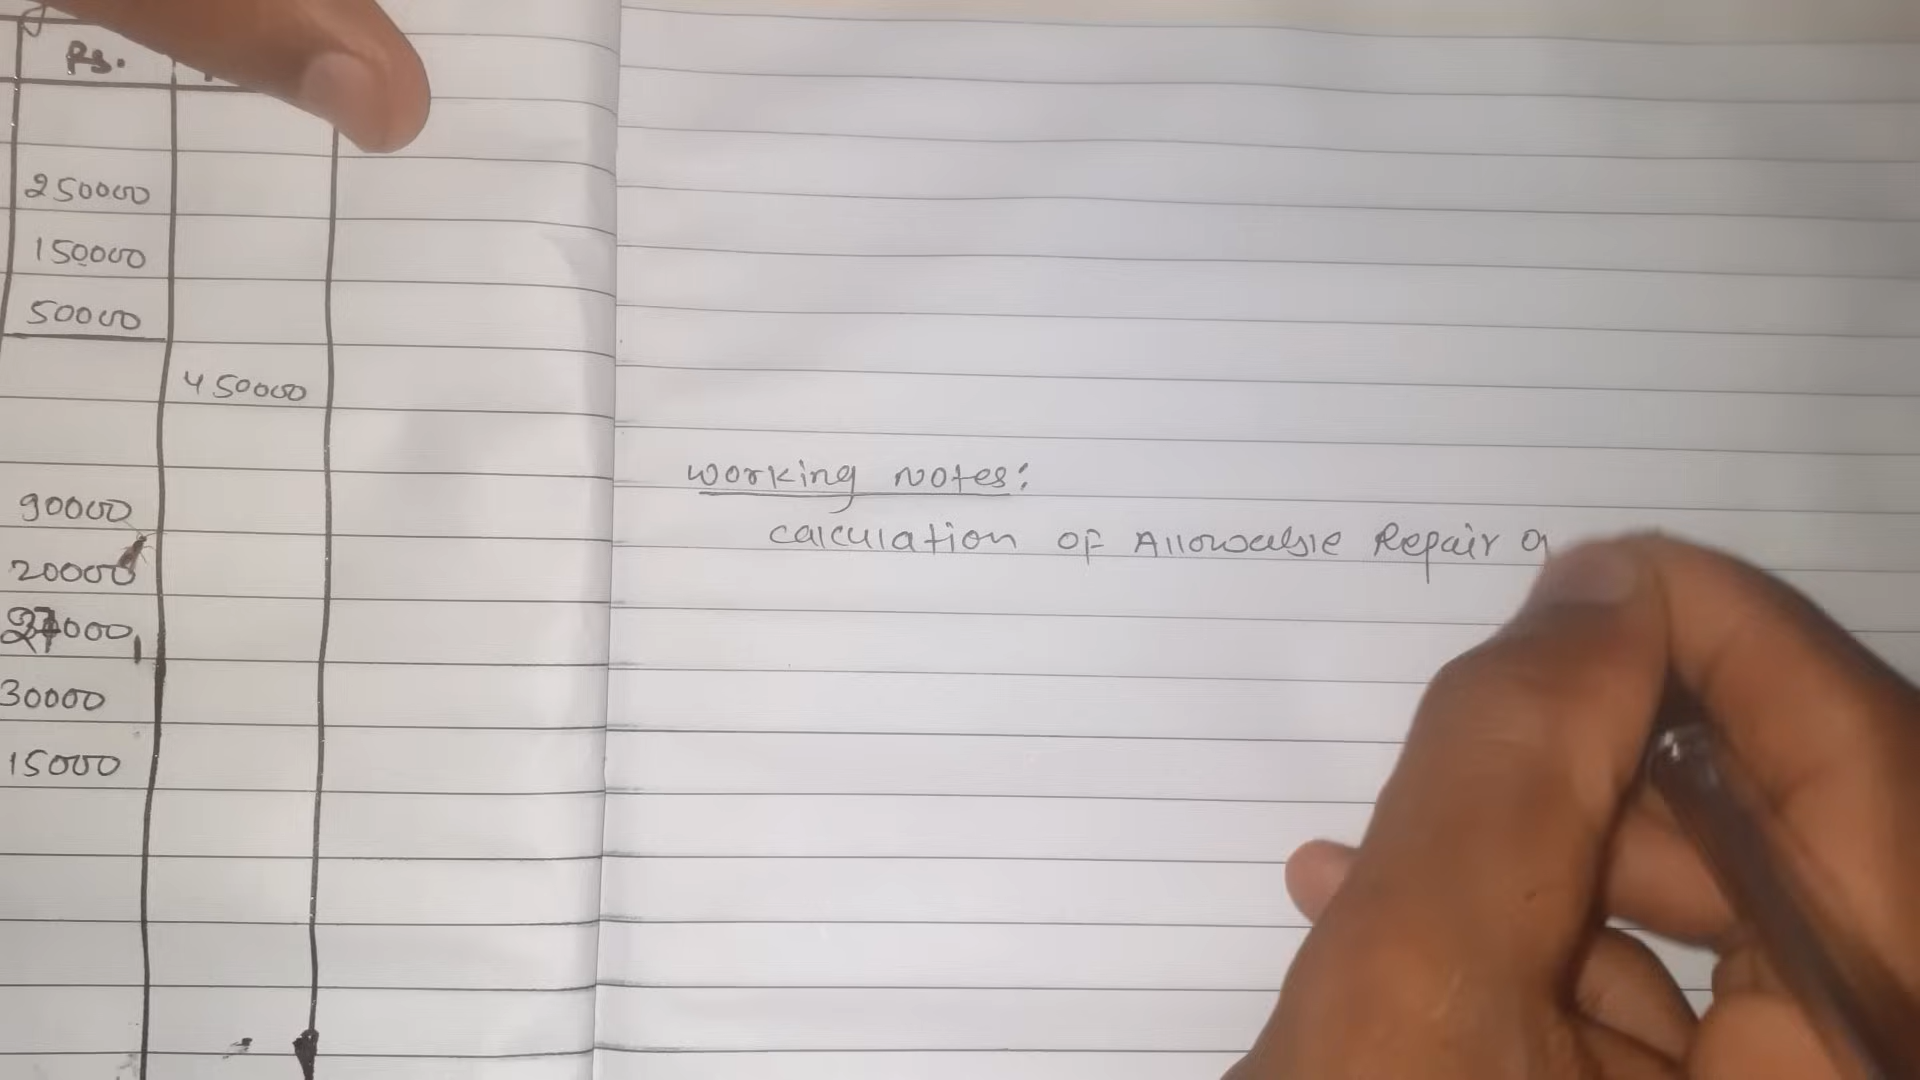 Rs.
250000
150000
50000
450000
90000
20000
30000
15000
Working Notes:
Calculation of Allowable Repair